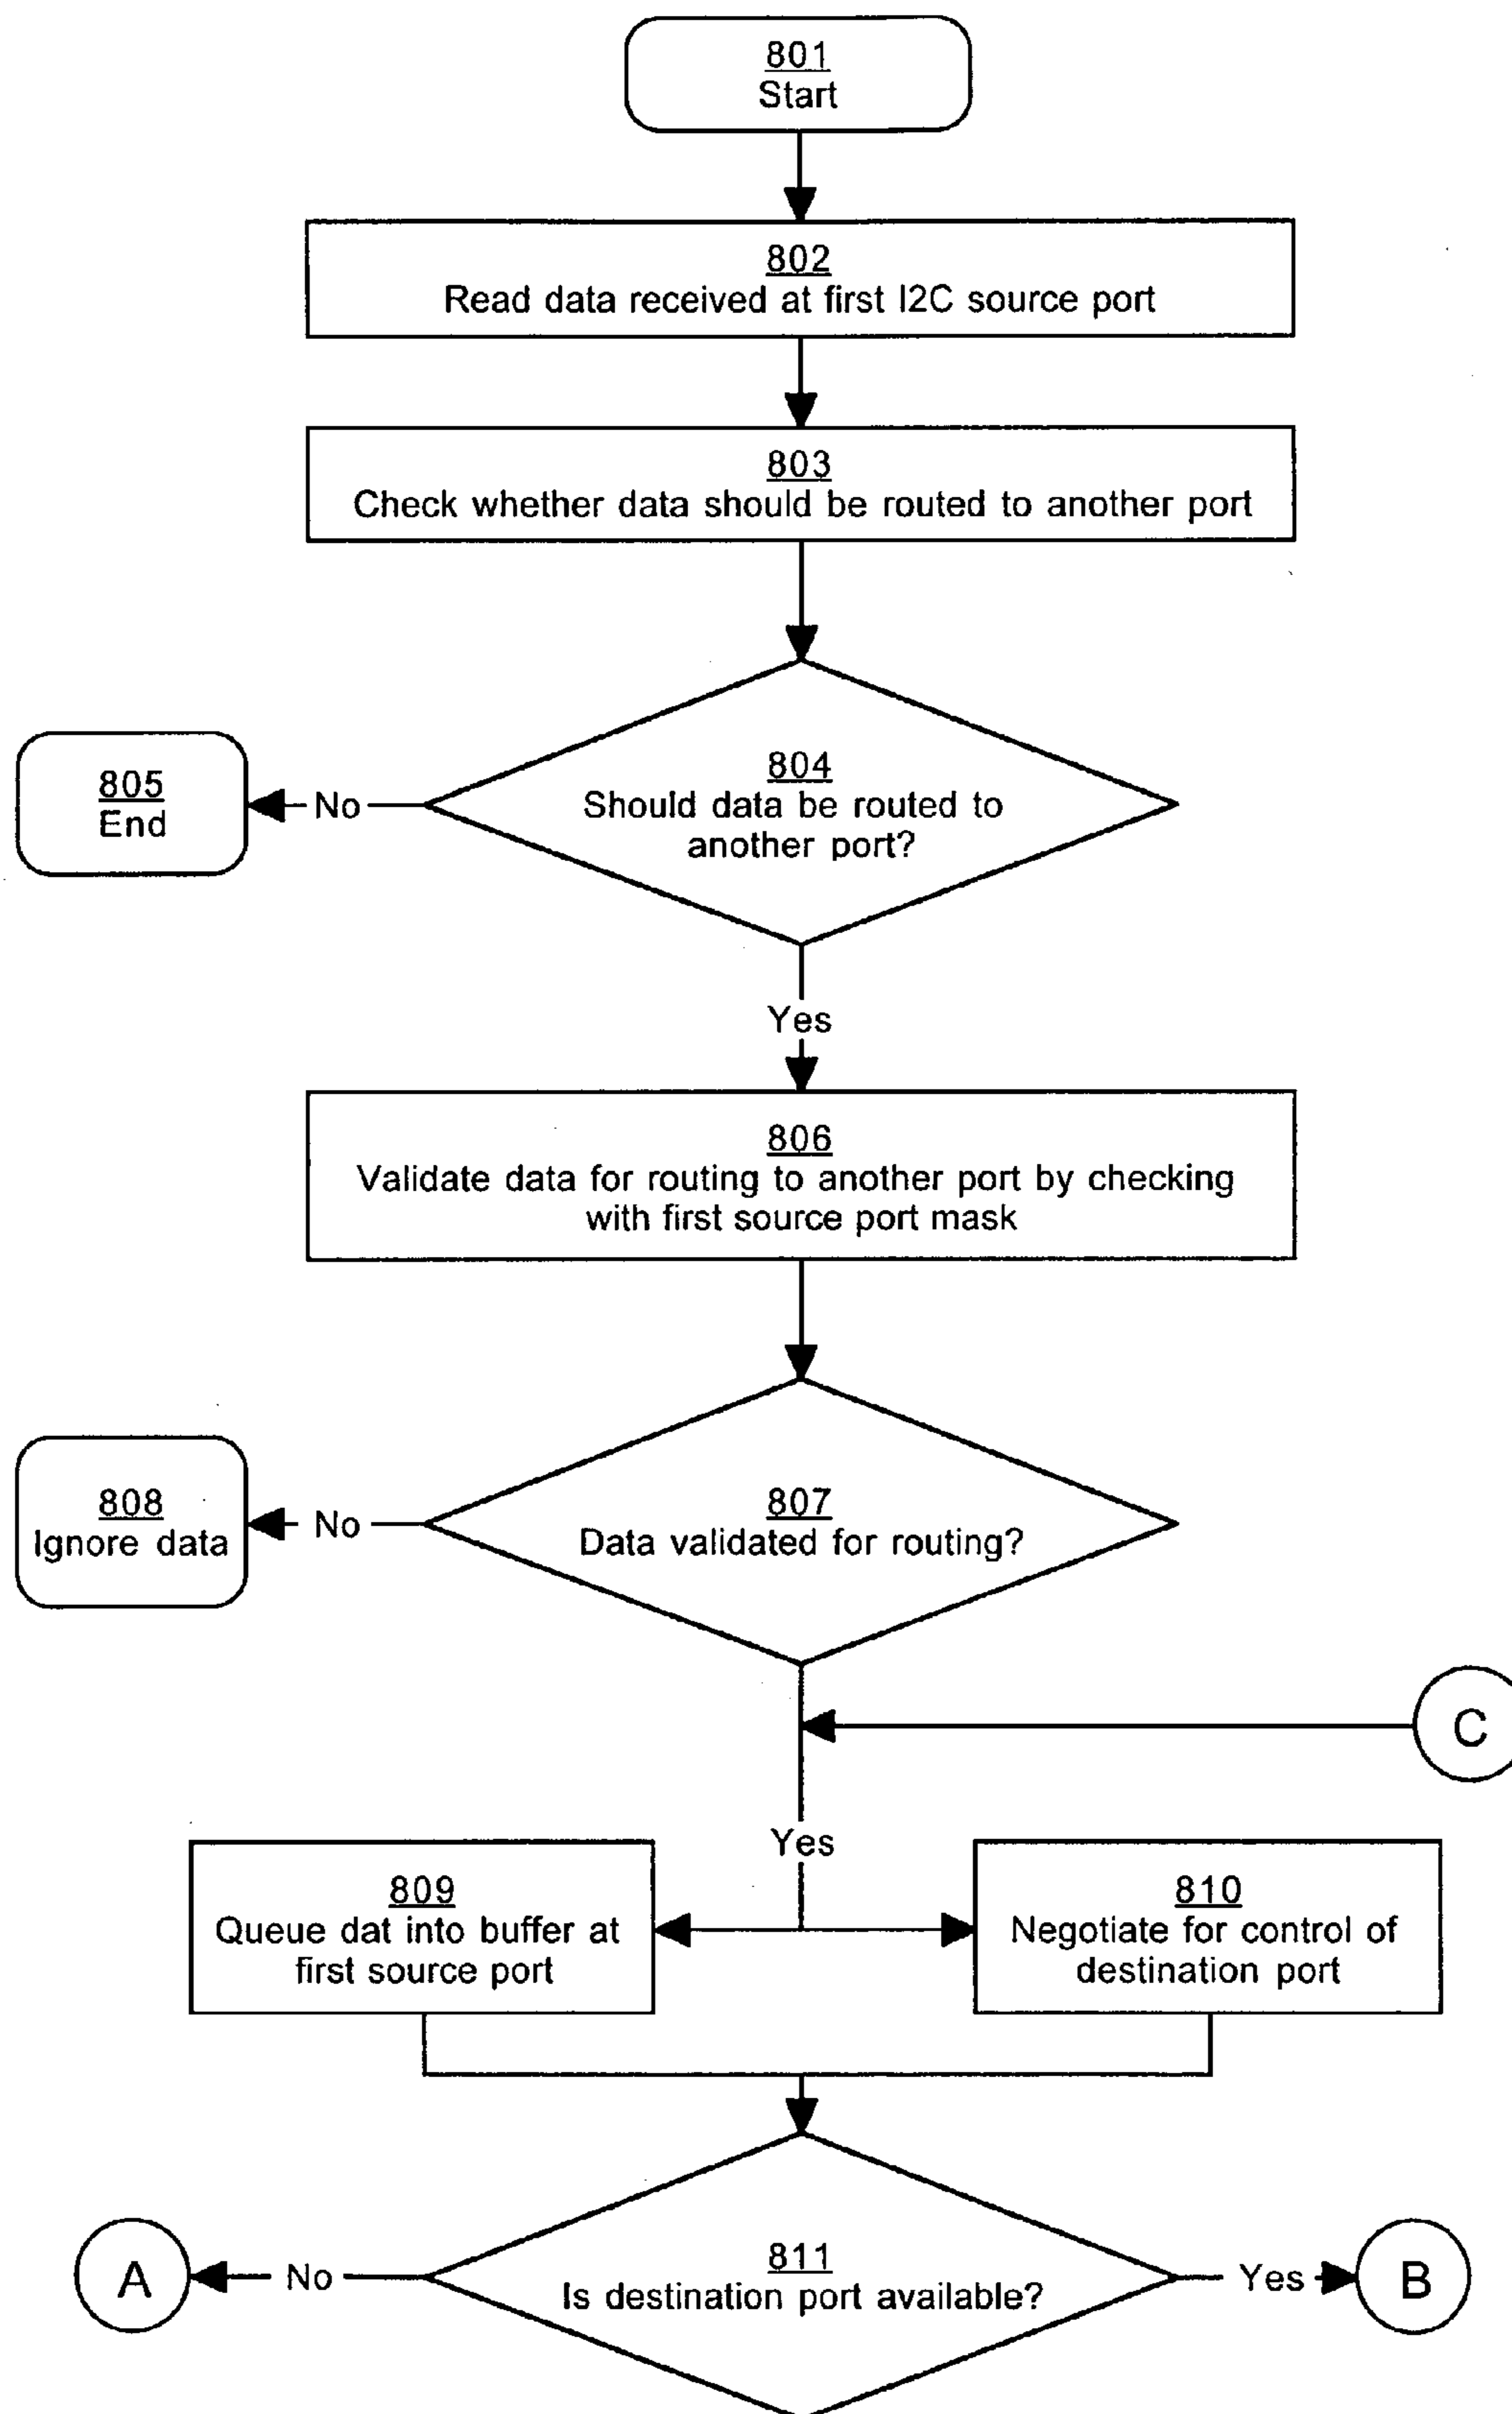 801
Start
802
Read data received at first I2C source port
803
Check whether data should be routed to another port
804
Should data be routed to
another port?
No
805
End
Yes
806
Validate data for routing to another port by checking
with first source port mask
807
Data validated for routing?
No
808
Ignore data
C
Yes
809
Queue dat into buffer at
first source port
810
Negotiate for control of
destination port
811
Is destination port available?
No
A
Yes
B